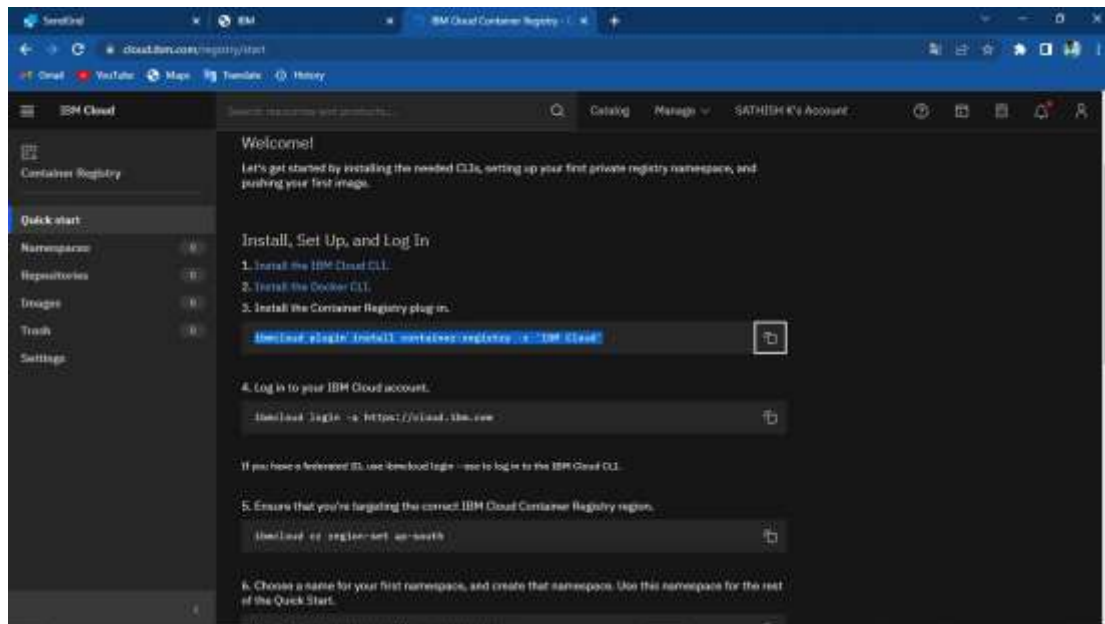 SendGrid
IBM
IBM Cloud Container Registry - I
cloud.ibm.com/registry/start
Gmail
YouTube
Maps
Translate
History
IBM Cloud
Search resources and products...
Catalog
Manage
SATHISH K's Account
Container Registry
Quick start
Namespaces 0
Repositories 0
Images 0
Trash 0
Settings
Welcome!
Let's get started by installing the needed CLIs, setting up your first private registry namespace, and
pushing your first image.
Install, Set Up, and Log In
1. Install the IBM Cloud CLI.
2. Install the Docker CLI.
3. Install the Container Registry plug-in.
ibmcloud plugin install container-registry -r 'IBM Cloud'
4. Log in to your IBM Cloud account.
ibmcloud login -a https://cloud.ibm.com
If you have a federated ID, use ibmcloud login --sso to log in to the IBM Cloud CLI.
5. Ensure that you're targeting the correct IBM Cloud Container Registry region.
ibmcloud cr region-set ap-south
6. Choose a name for your first namespace, and create that namespace. Use this namespace for the rest
of the Quick Start.